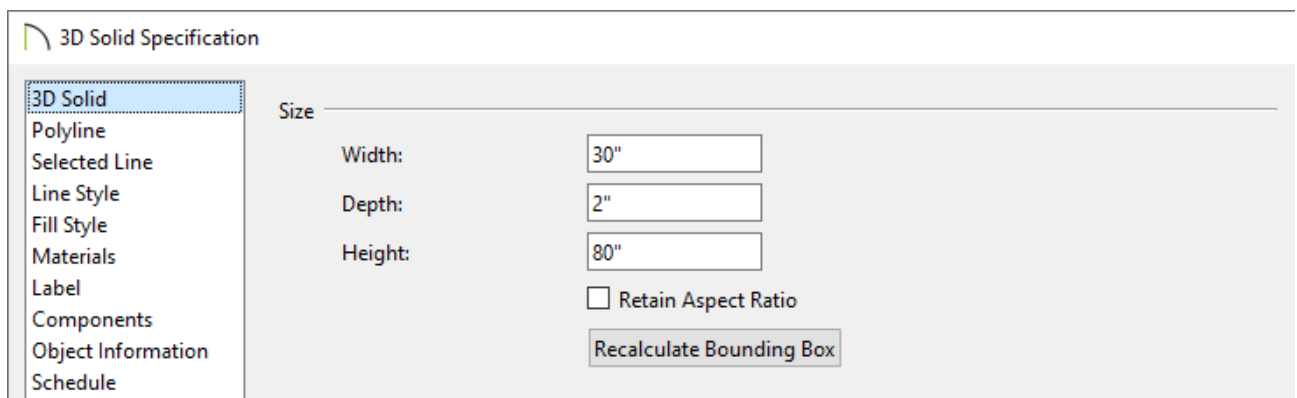 3D Solid Specification
3D Solid
Polyline
Selected Line
Line Style
Fill Style
Materials
Label
Components
Object Information
Schedule
Size
Width: 30"
Depth: 2"
Height: 80"
Retain Aspect Ratio
Recalculate Bounding Box